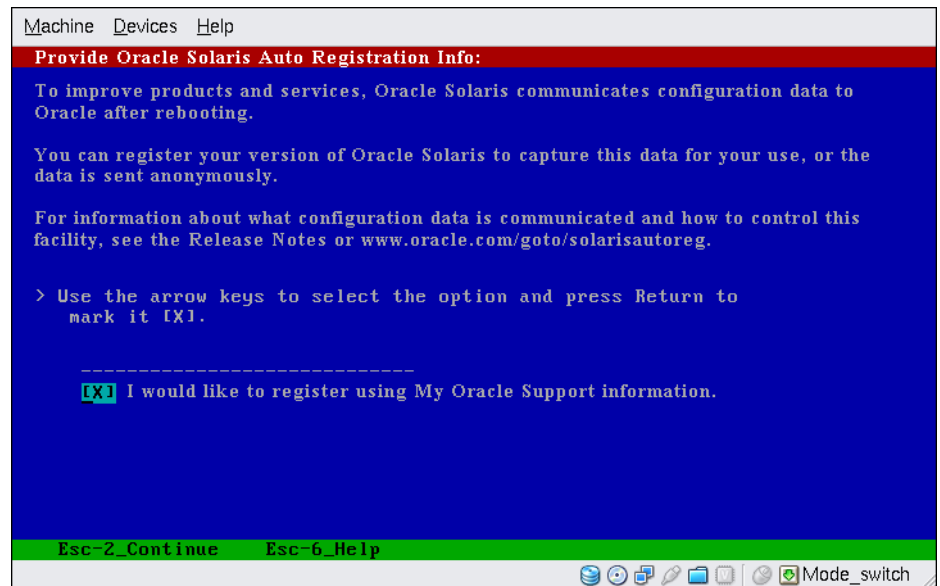 Machine Devices Help
Provide Oracle Solaris Auto Registration Info:
To improve products and services, Oracle Solaris communicates configuration data to
Oracle after rebooting.
You can register your version of Oracle Solaris to capture this data for your use, or the
data is sent anonymously.
For information about what configuration data is communicated and how to control this
facility, see the Release Notes or www.oracle.com/goto/solarisautoreg.
> Use the arrow keys to select the option and press Return to
mark it [X].
______________________________
[X] I would like to register using My Oracle Support information.
Esc-2_Continue Esc-6_Help
Mode_switch